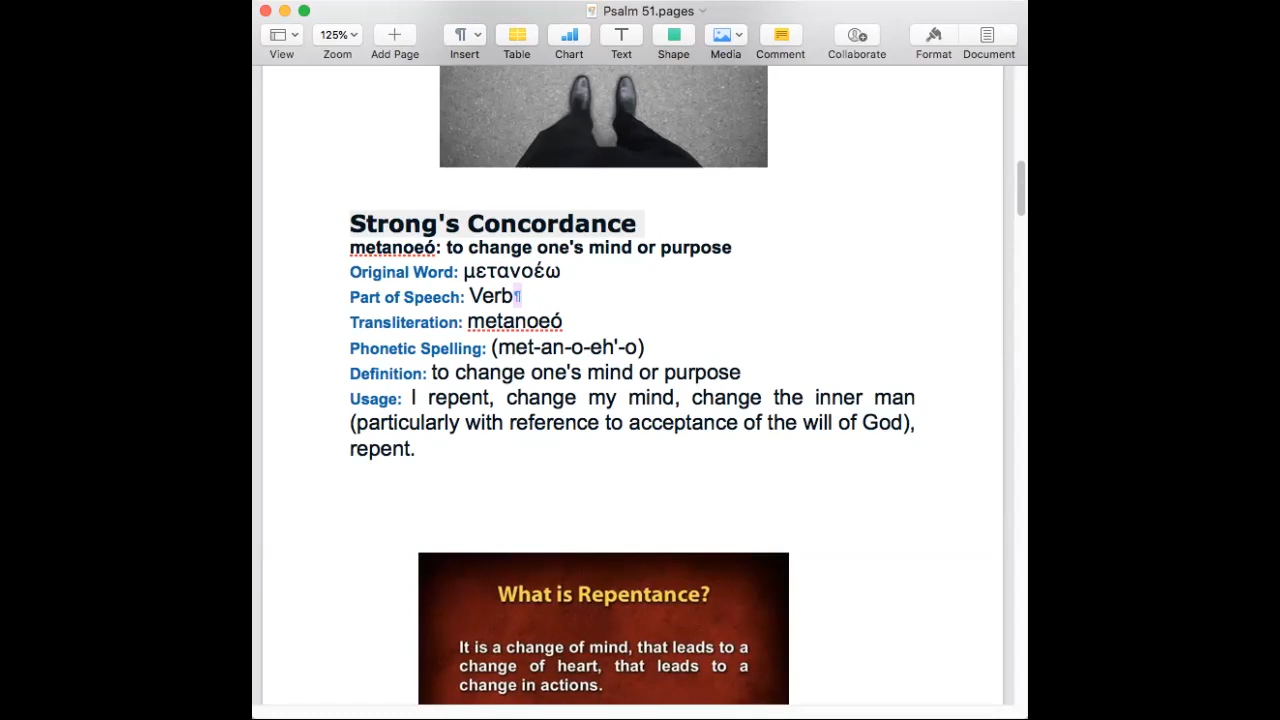 Psalm 51.pages
125%
View Zoom Add Page Insert Table Chart Text Shape Media Comment Collaborate Format Document
Strong's Concordance
metanoeó: to change one's mind or purpose
Original Word: μετανοέω
Part of Speech: Verb¶
Transliteration: metanoeó
Phonetic Spelling: (met-an-o-eh'-o)
Definition: to change one's mind or purpose
Usage: I repent, change my mind, change the inner man
(particularly with reference to acceptance of the will of God),
repent.
What is Repentance?
It is a change of mind, that leads to a
change of heart, that leads to a
change in actions.